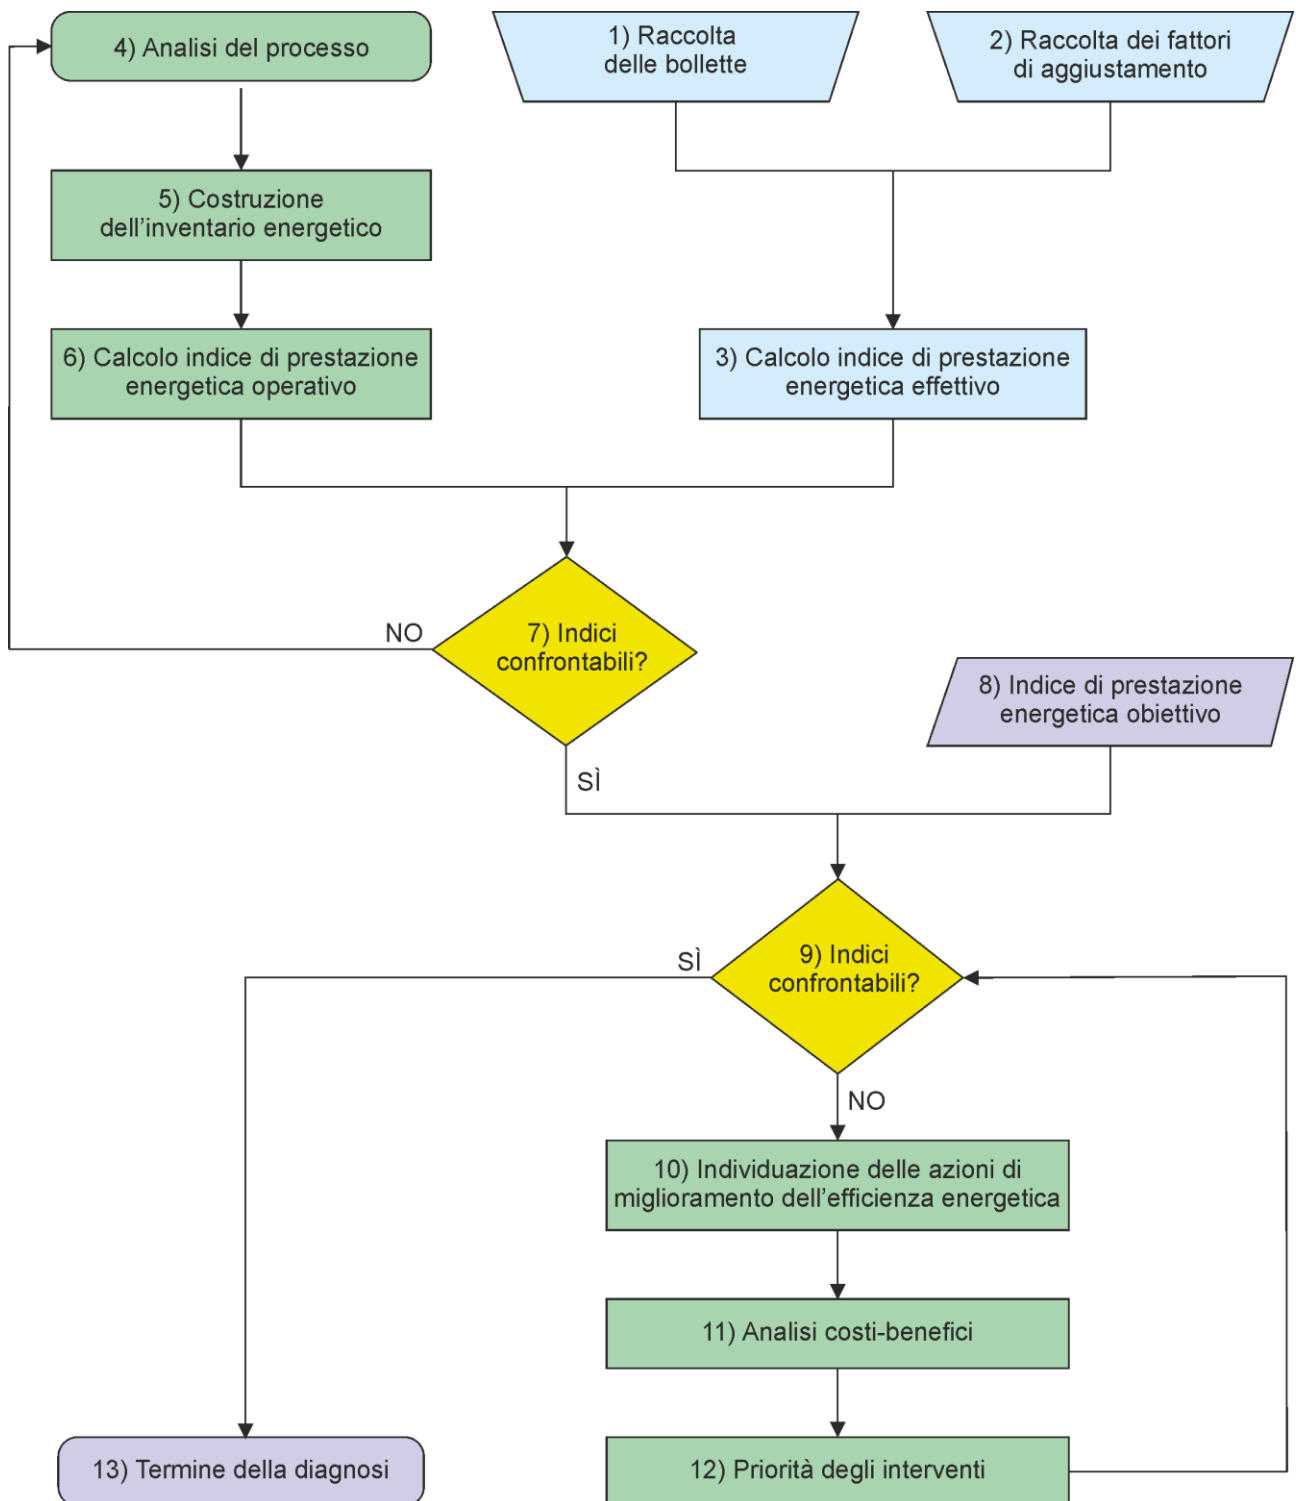 4) Analisi del processo
1) Raccolta
delle bollette
2) Raccolta dei fattori
di aggiustamento
5) Costruzione
dell'inventario energetico
6) Calcolo indice di prestazione
energetica operativo
3) Calcolo indice di prestazione
energetica effettivo
NO
7) Indici
confrontabili?
8) Indice di prestazione
energetica obiettivo
SÌ
SÌ
9) Indici
confrontabili?
NO
10) Individuazione delle azioni di
miglioramento dell'efficienza energetica
11) Analisi costi-benefici
13) Termine della diagnosi
12) Priorità degli interventi